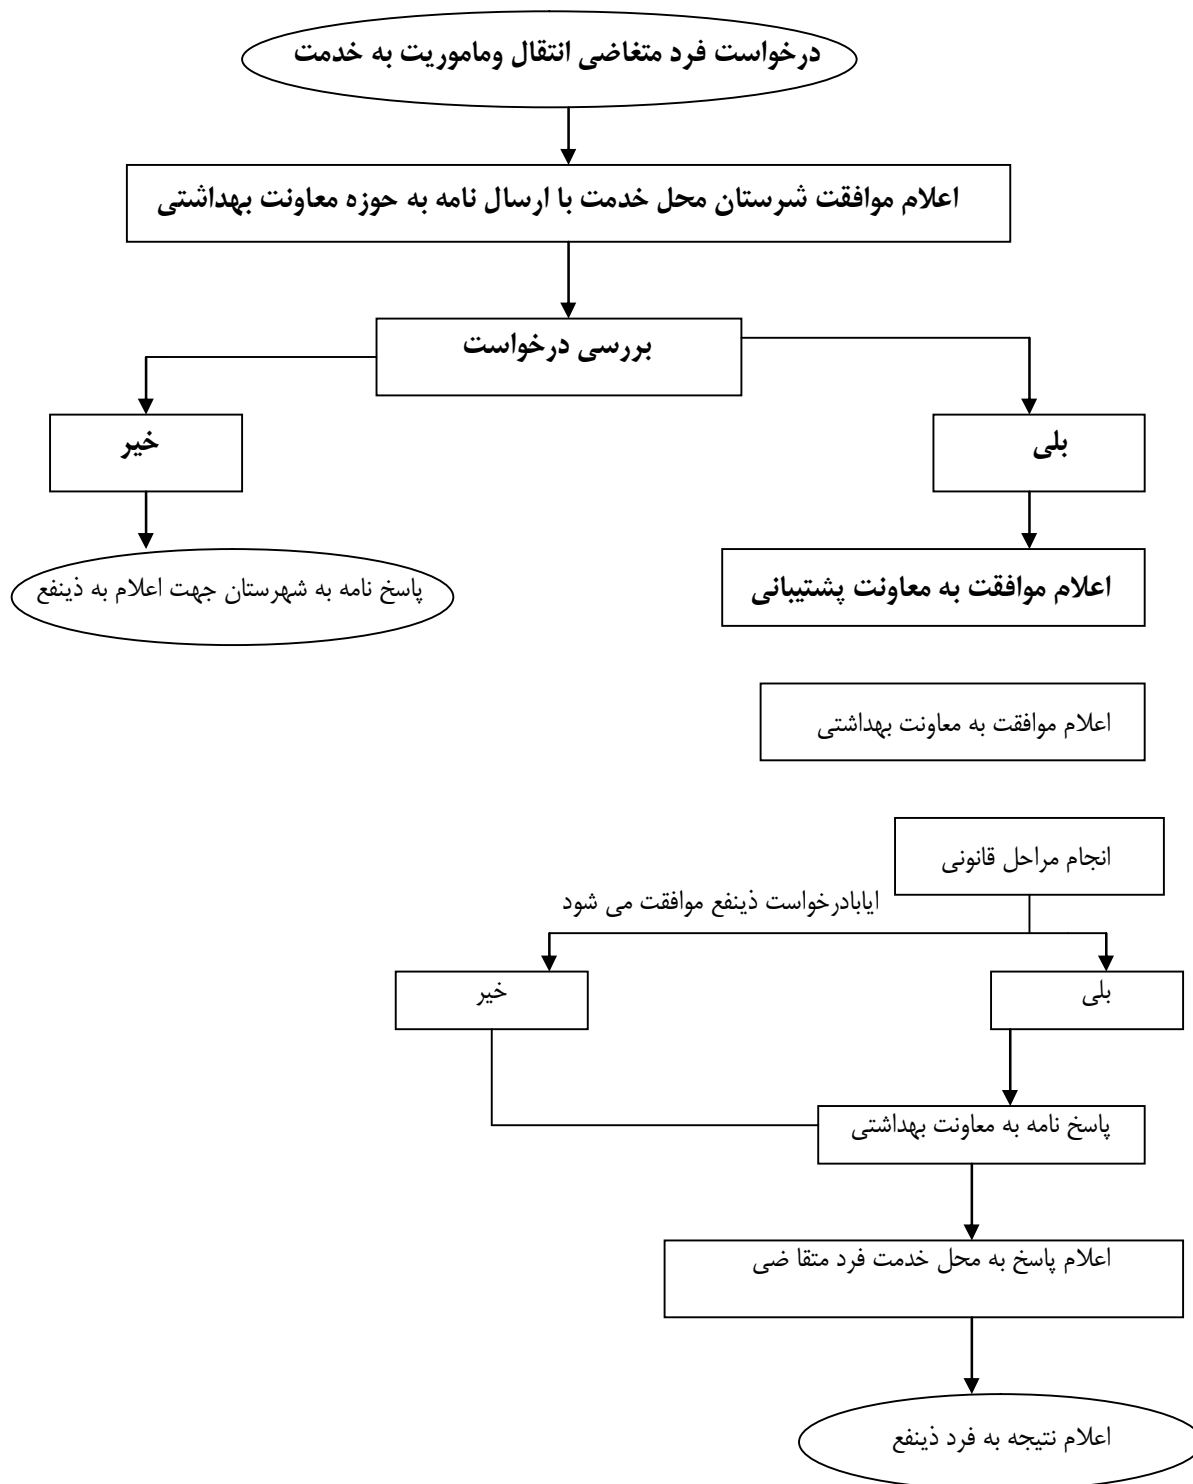 درخواست فرد متغاضی انتقال وماموریت به خدمت
اعلام موافقت شرستان محل خدمت با ارسال نامه به حوزه معاونت بهداشتی
بررسی درخواست
بلی
خیر
اعلام موافقت به معاونت پشتیبانی
پاسخ نامه به شهرستان جهت اعلام به ذینفع
اعلام موافقت به معاونت بهداشتی
انجام مراحل قانونی
ایابادرخواست ذینفع موافقت می شود
بلی
خیر
پاسخ نامه به معاونت بهداشتی
اعلام پاسخ به محل خدمت فرد متقا ضی
اعلام نتیجه به فرد ذینفع